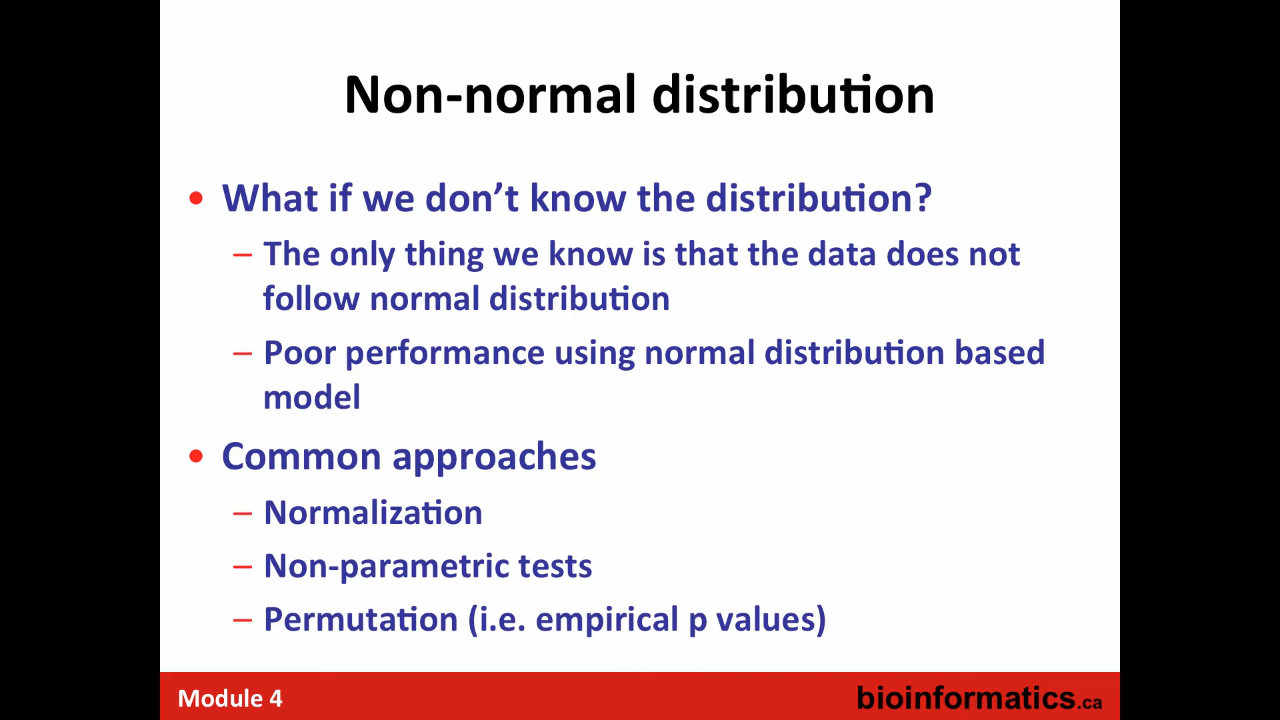 Non-normal distribution
• What if we don’t know the distribution?
– The only thing we know is that the data does not
follow normal distribution
– Poor performance using normal distribution based
model
• Common approaches
– Normalization
– Non-parametric tests
– Permutation (i.e. empirical p values)
Module 4
bioinformatics.ca